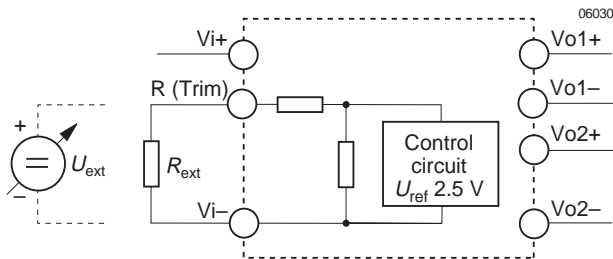 06030
Vi+
Vo1+
R (Trim)
Vo1–
+
Vo2+
Control
circuit
Uref 2.5 V
=
Uext
Rext
–
Vi–
Vo2–